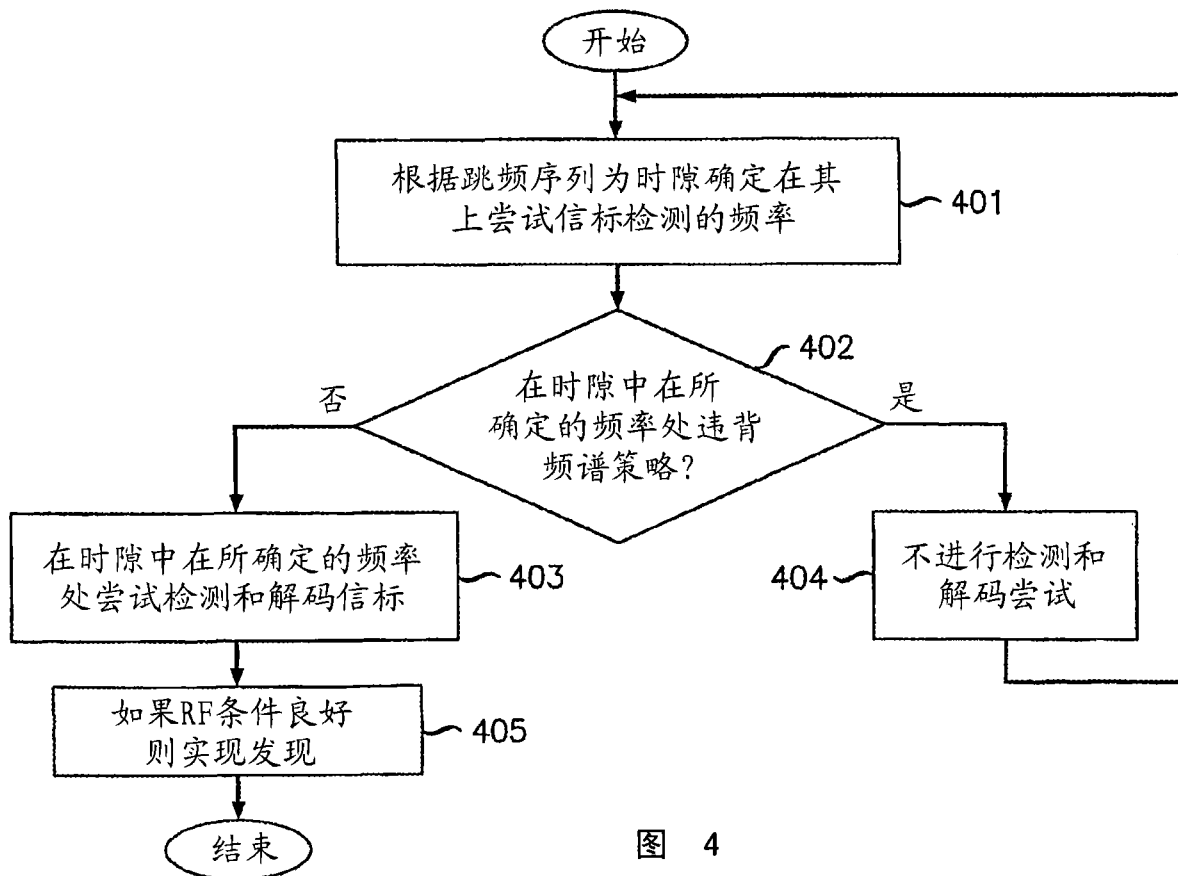 开始
根据跳频序列为时隙确定在其
上尝试信标检测的频率
401
402
在时隙中在所
确定的频率处违背
频谱策略?
否
是
在时隙中在所确定的频率
处尝试检测和解码信标
403
404
不进行检测和
解码尝试
如果RF条件良好
则实现发现
405
结束
图 4